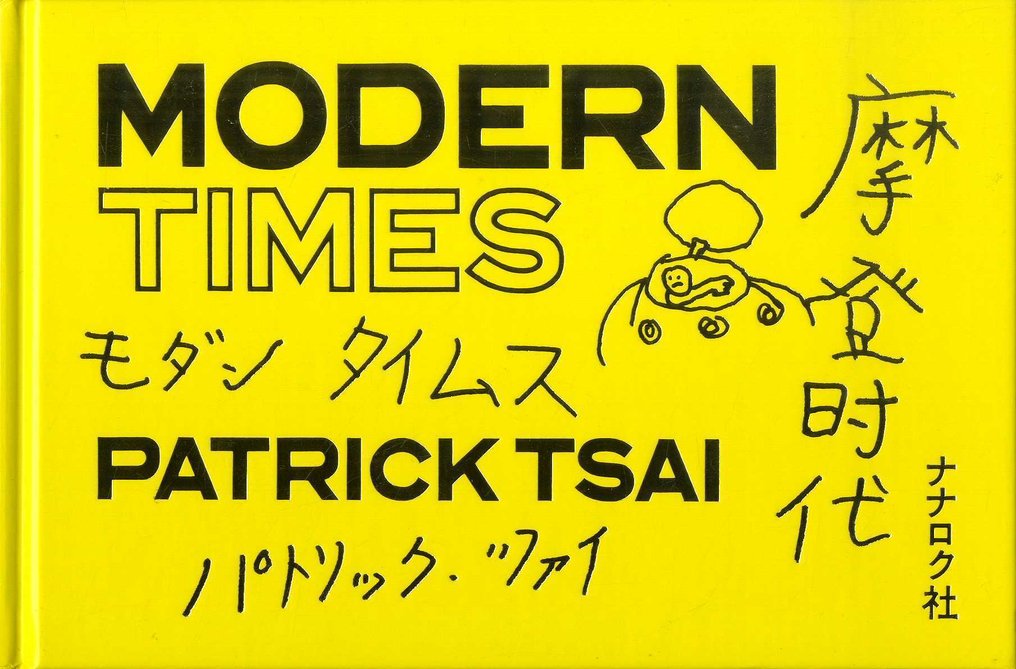 MODERN
TIMES
モダン タイムス
PATRICK TSAI
パトリック・ツァイ
摩登时代
ナナロク社